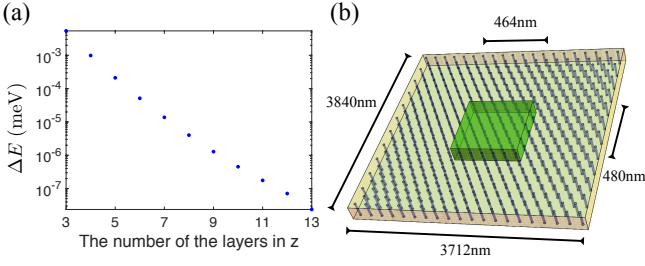 (a)
ΔE (meV)
10⁻³
10⁻⁴
10⁻⁵
10⁻⁶
10⁻⁷
3 5 7 9 11 13
The number of the layers in z
(b)
464nm
3840nm
480nm
3712nm